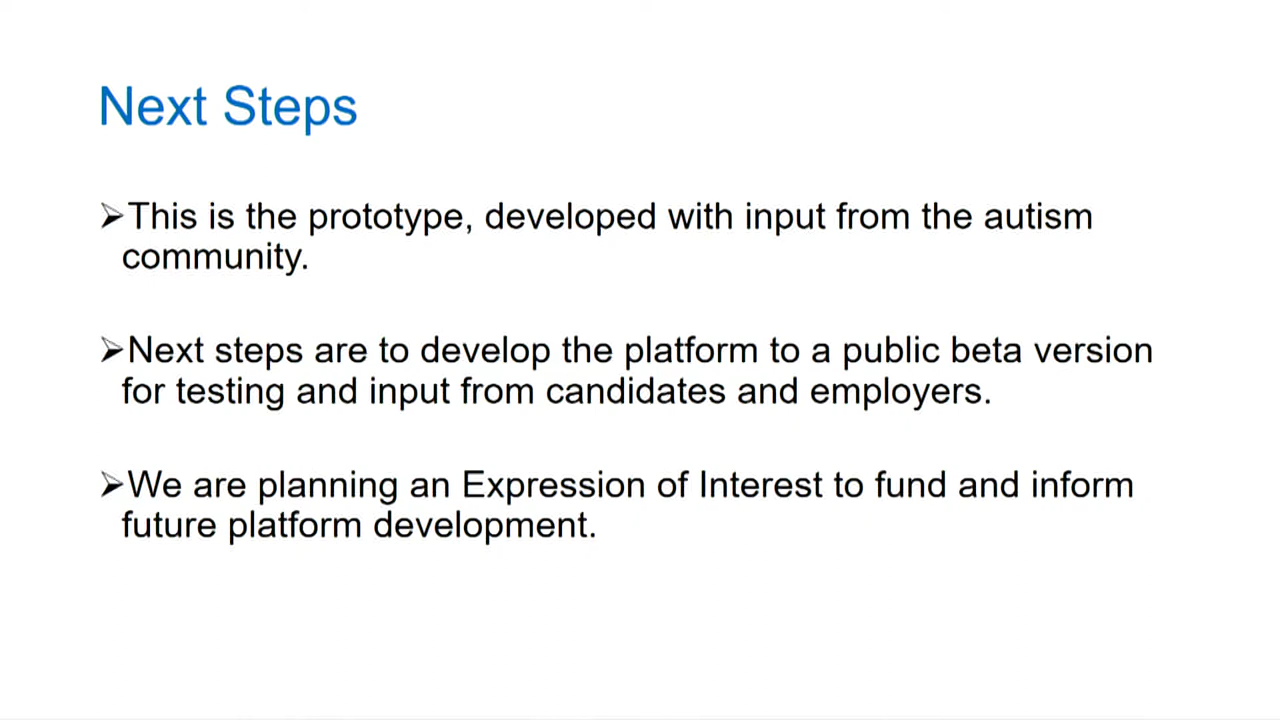 Next Steps
➢This is the prototype, developed with input from the autism
community.
➢Next steps are to develop the platform to a public beta version
for testing and input from candidates and employers.
➢We are planning an Expression of Interest to fund and inform
future platform development.